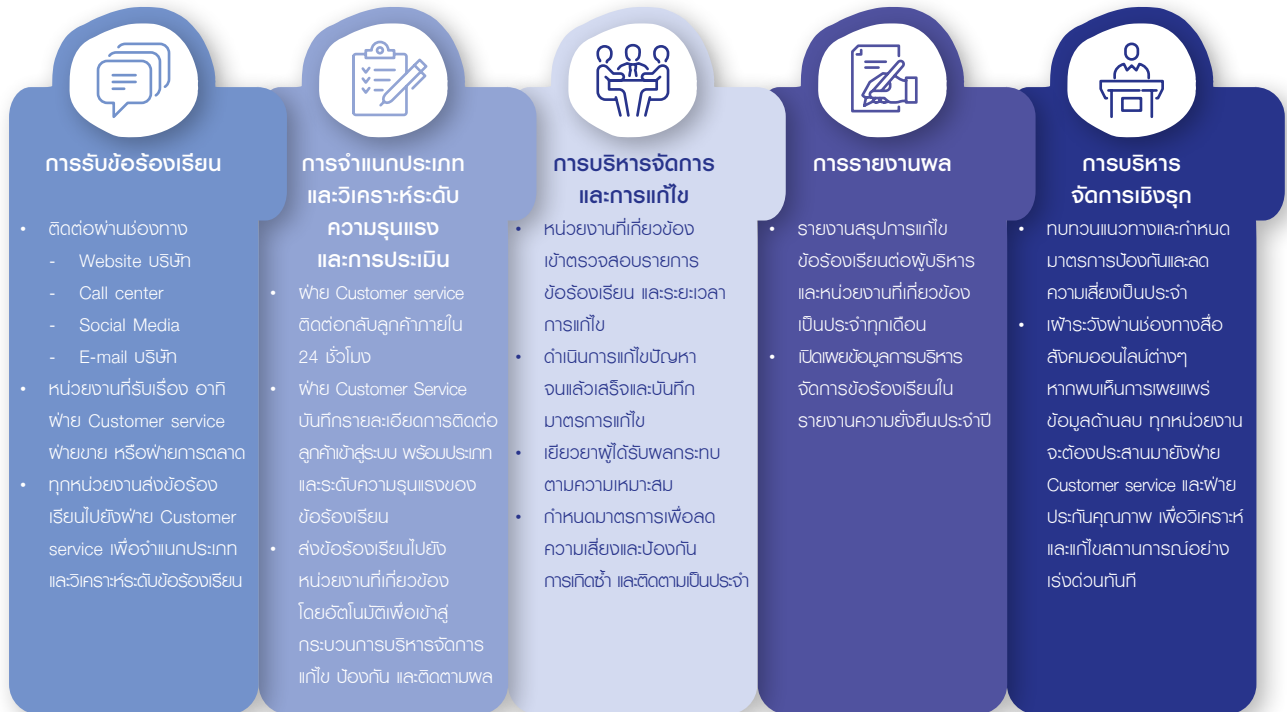 การรับข้อร้องเรียน
• ติดต่อผ่านช่องทาง
- Website บริษัท
- Call center
- Social Media
- E-mail บริษัท
• หน่วยงานที่รับเรื่อง อาทิ
ฝ่าย Customer service
ฝ่ายขาย หรือฝ่ายการตลาด
• ทุกหน่วยงานส่งข้อร้อง
เรียนไปยังฝ่าย Customer
service เพื่อจำแนกประเภท
และวิเคราะห์ระดับข้อร้องเรียน
การจำแนกประเภท
และวิเคราะห์ระดับ
ความรุนแรง
และการประเมิน
• ฝ่าย Customer service
ติดต่อกลับลูกค้าภายใน
24 ชั่วโมง
• ฝ่าย Customer Service
บันทึกรายละเอียดการติดต่อ
ลูกค้าเข้าสู่ระบบ พร้อมประเภท
และระดับความรุนแรงของ
ข้อร้องเรียน
• ส่งข้อร้องเรียนไปยัง
หน่วยงานที่เกี่ยวข้อง
โดยอัตโนมัติเพื่อเข้าสู่
กระบวนการบริหารจัดการ
แก้ไข ป้องกัน และติดตามผล
การบริหารจัดการ
และการแก้ไข
• หน่วยงานที่เกี่ยวข้อง
เข้าตรวจสอบรายการ
ข้อร้องเรียน และระยะเวลา
การแก้ไข
• ดำเนินการแก้ไขปัญหา
จนแล้วเสร็จและบันทึก
มาตรการแก้ไข
• เยียวยาผู้ได้รับผลกระทบ
ตามความเหมาะสม
• กำหนดมาตรการเพื่อลด
ความเสี่ยงและป้องกัน
การเกิดซ้ำ และติดตามเป็นประจำ
การรายงานผล
• รายงานสรุปการแก้ไข
ข้อร้องเรียนต่อผู้บริหาร
และหน่วยงานที่เกี่ยวข้อง
เป็นประจำทุกเดือน
• เปิดเผยข้อมูลการบริหาร
จัดการข้อร้องเรียนใน
รายงานความยั่งยืนประจำปี
การบริหาร
จัดการเชิงรุก
• ทบทวนแนวทางและกำหนด
มาตรการป้องกันและลด
ความเสี่ยงเป็นประจำ
• เฝ้าระวังผ่านช่องทางสื่อ
สังคมออนไลน์ต่างๆ
หากพบเห็นการเผยแพร่
ข้อมูลด้านลบ ทุกหน่วยงาน
จะต้องประสานมายังฝ่าย
Customer service และฝ่าย
ประกันคุณภาพ เพื่อวิเคราะห์
และแก้ไขสถานการณ์อย่าง
เร่งด่วนทันที